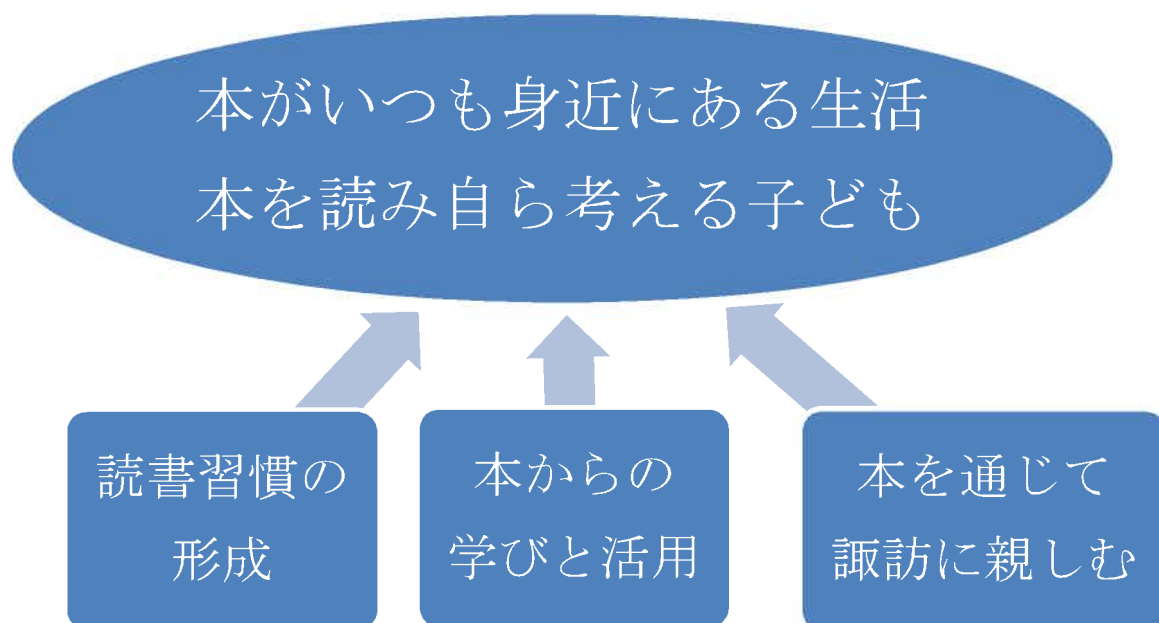 本がいつも身近にある生活
本を読み自ら考える子ども
読書習慣の
形成
本からの
学びと活用
本を通じて
諏訪に親しむ